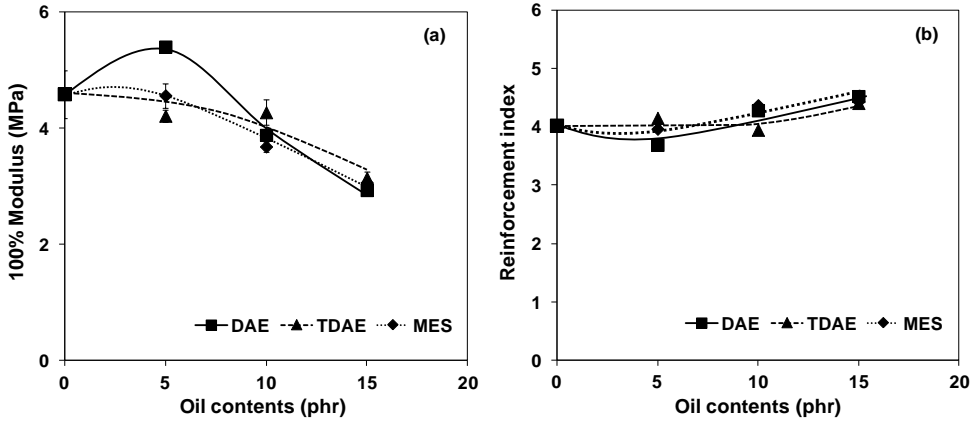 (a)
100% Modulus (MPa)
6
4
2
0
DAE TDAE MES
0 5 10 15 20
Oil contents (phr)
(b)
Reinforcement index
6
5
4
3
2
1
0
DAE TDAE MES
0 5 10 15 20
Oil contents (phr)